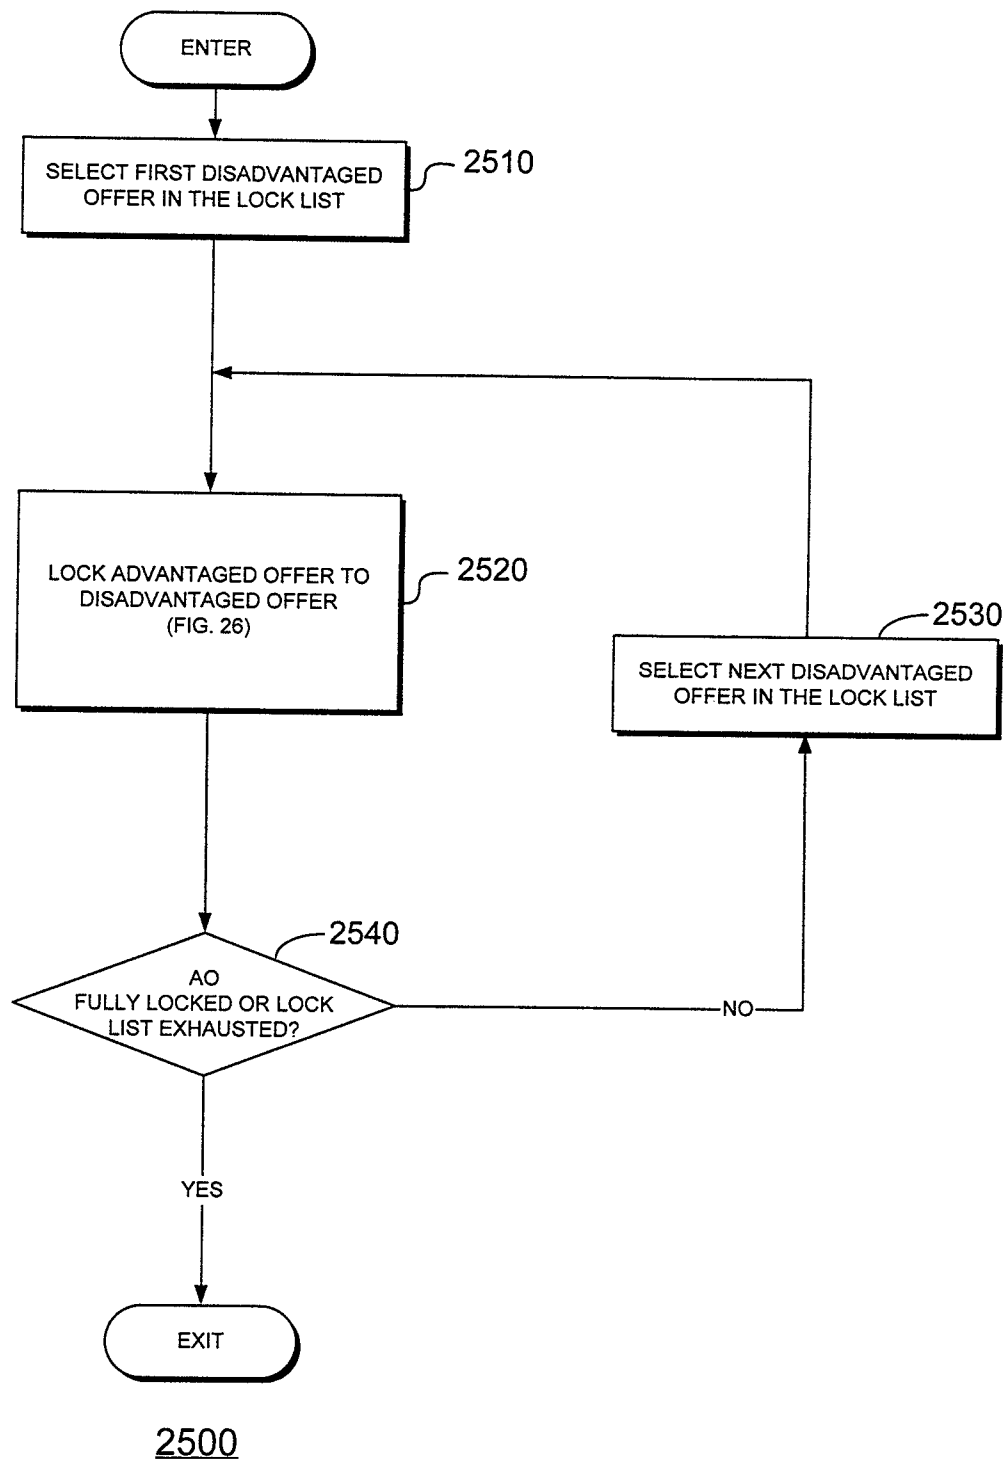 ENTER
SELECT FIRST DISADVANTAGED
OFFER IN THE LOCK LIST
2510
LOCK ADVANTAGED OFFER TO
DISADVANTAGED OFFER
(FIG. 26)
2520
2530
SELECT NEXT DISADVANTAGED
OFFER IN THE LOCK LIST
2540
AO
FULLY LOCKED OR LOCK
LIST EXHAUSTED?
NO
YES
EXIT
2500